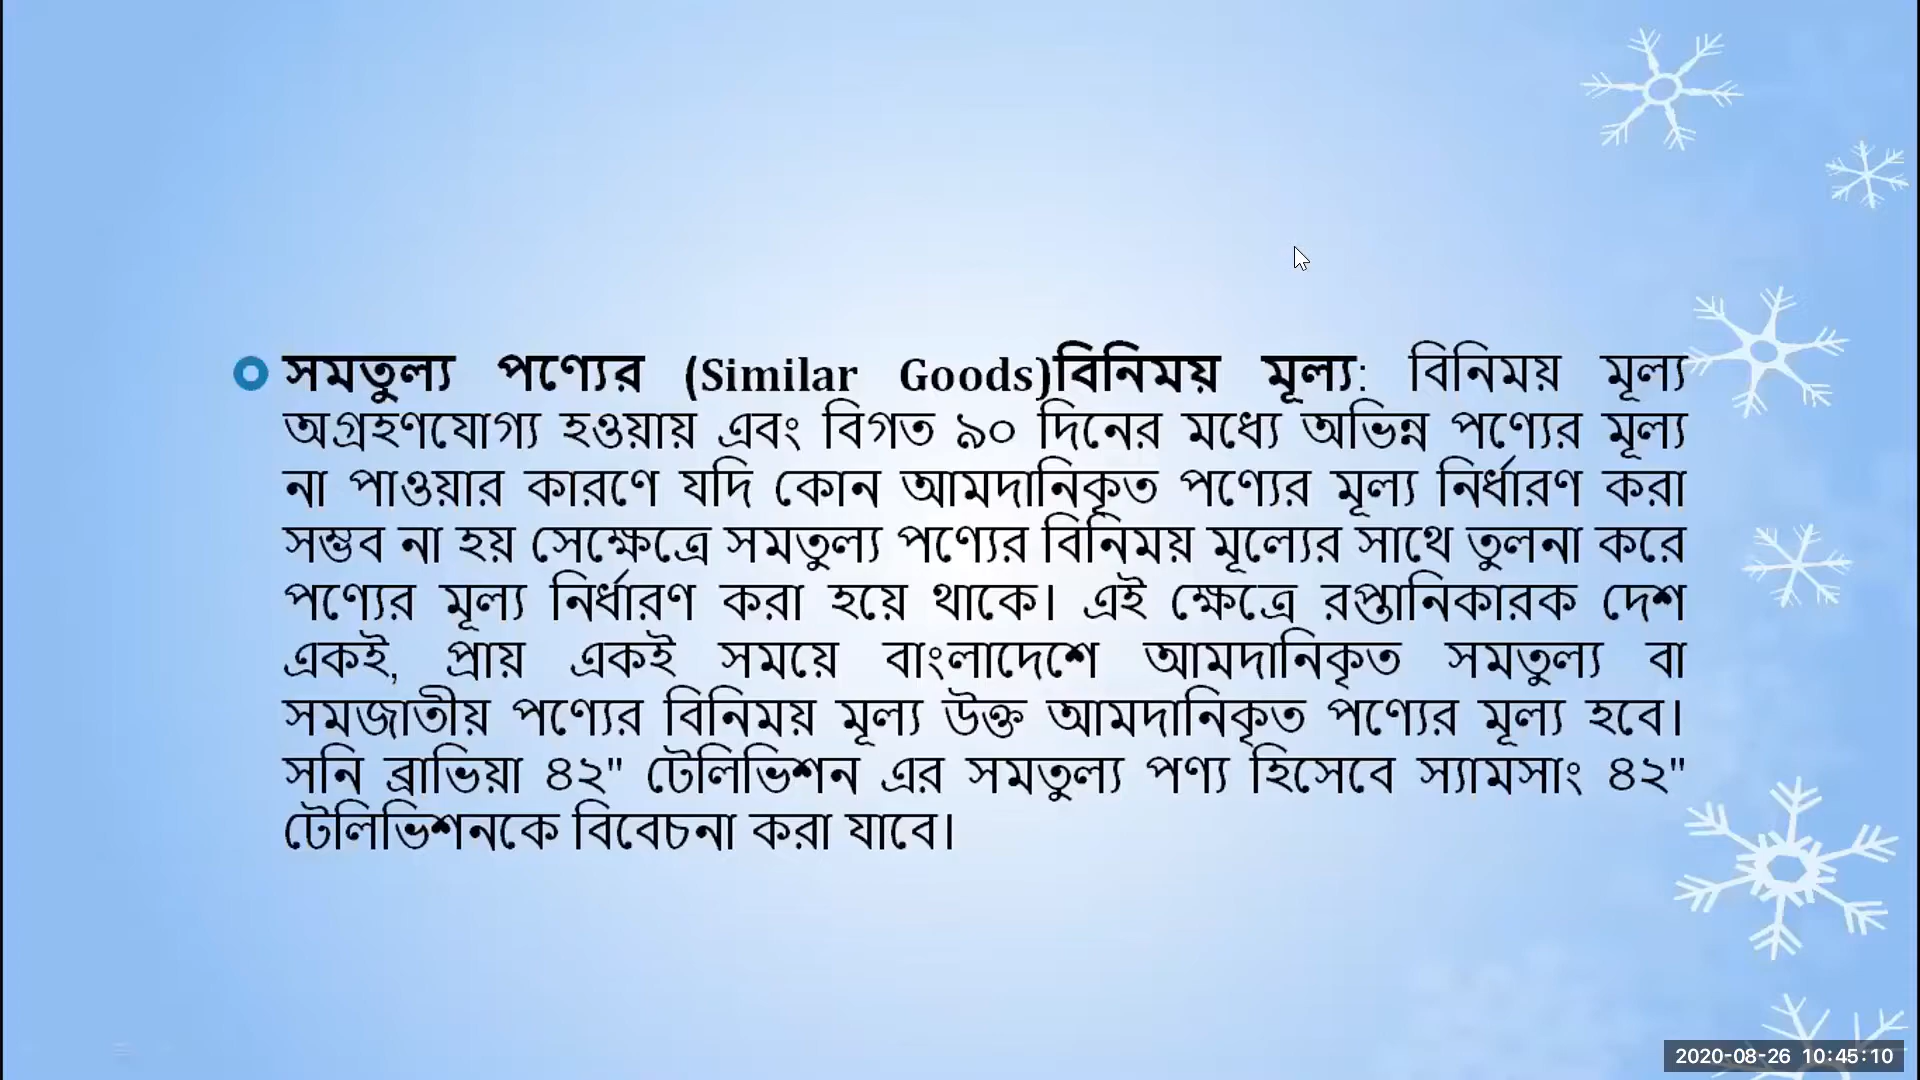 সমতুল্য পণ্যের (Similar Goods)বিনিময় মূল্য: বিনিময় মূল্য
অগ্রহণযোগ্য হওয়ায় এবং বিগত ৯০ দিনের মধ্যে অভিন্ন পণ্যের মূল্য
না পাওয়ার কারণে যদি কোন আমদানিকৃত পণ্যের মূল্য নির্ধারণ করা
সম্ভব না হয় সেক্ষেত্রে সমতুল্য পণ্যের বিনিময় মূল্যের সাথে তুলনা করে
পণ্যের মূল্য নির্ধারণ করা হয়ে থাকে। এই ক্ষেত্রে রপ্তানিকারক দেশ
একই, প্রায় একই সময়ে বাংলাদেশে আমদানিকৃত সমতুল্য বা
সমজাতীয় পণ্যের বিনিময় মূল্য উক্ত আমদানিকৃত পণ্যের মূল্য হবে।
সনি ব্রাভিয়া ৪২" টেলিভিশন এর সমতুল্য পণ্য হিসেবে স্যামসাং ৪২"
টেলিভিশনকে বিবেচনা করা যাবে।
2020-08-26 10:45:10